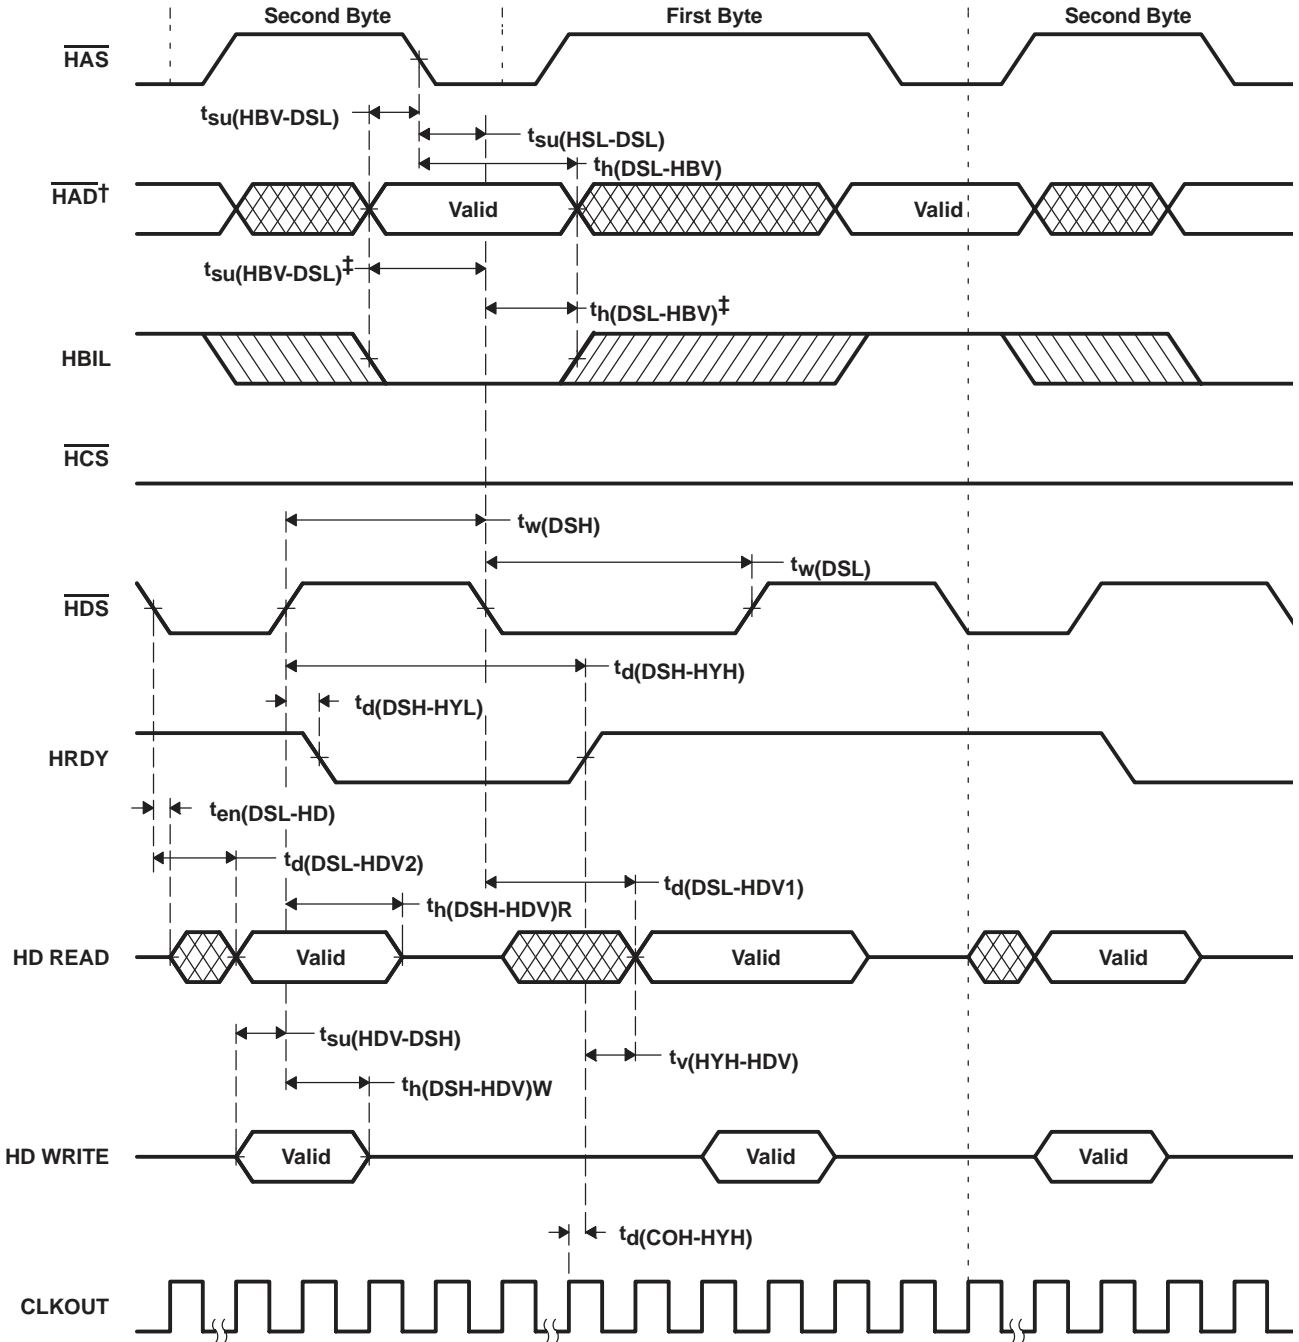 Second Byte First Byte Second Byte
HAS
tsu(HBV-DSL)
tsu(HSL-DSL)
th(DSL-HBV)
HAD†
Valid Valid
tsu(HBV-DSL)‡
th(DSL-HBV)‡
HBIL
HCS
tw(DSH)
tw(DSL)
HDS
td(DSH-HYH)
td(DSH-HYL)
HRDY
ten(DSL-HD)
td(DSL-HDV2)
td(DSL-HDV1)
th(DSH-HDV)R
HD READ Valid Valid Valid
tsu(HDV-DSH)
tv(HYH-HDV)
th(DSH-HDV)W
HD WRITE Valid Valid Valid
td(COH-HYH)
CLKOUT